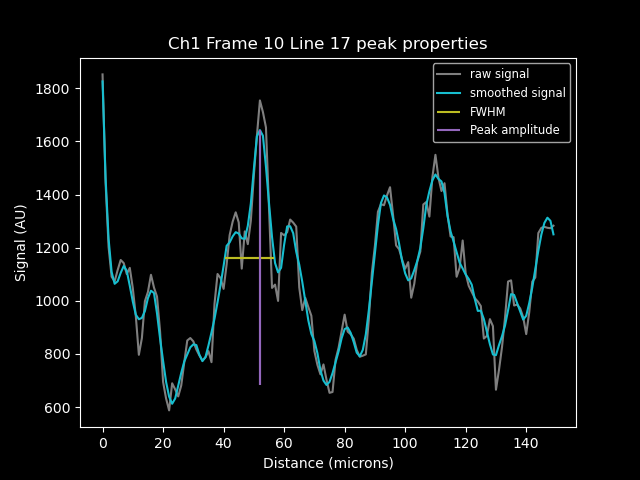 Ch1 Frame 10 Line 17 peak properties
raw signal
smoothed signal
FWHM
Peak amplitude
Signal (AU)
1800
1600
1400
1200
1000
800
600
0 20 40 60 80 100 120 140
Distance (microns)